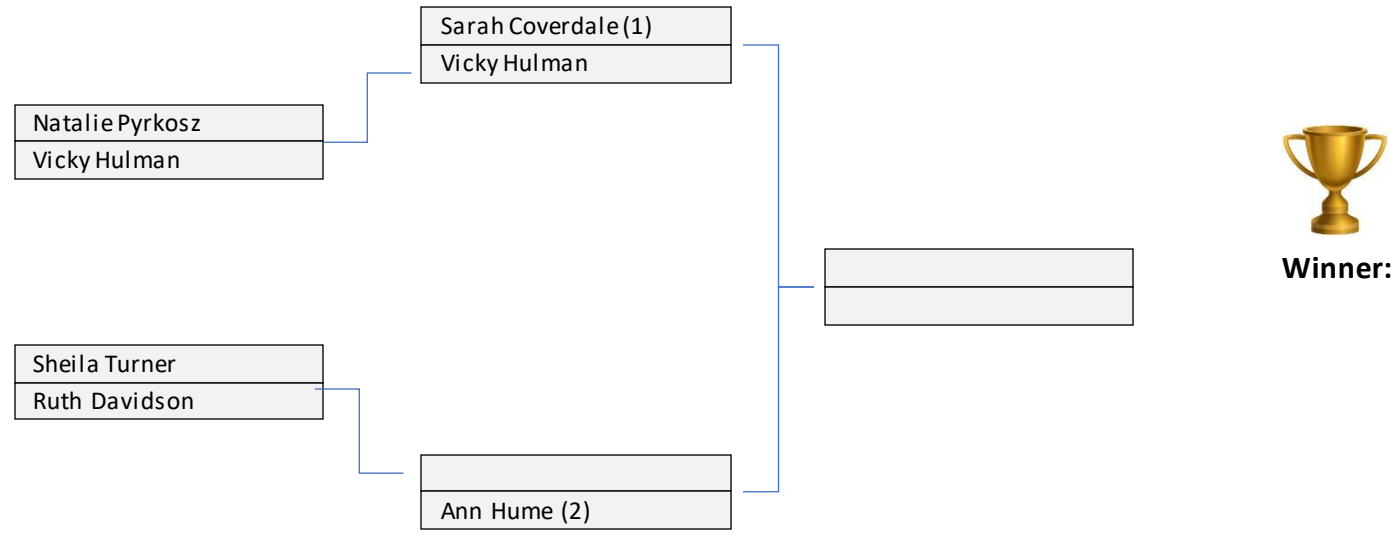 Sarah Coverdale (1)
Vicky Hulman
Natalie Pyrkosz
Vicky Hulman
Winner:
Sheila Turner
Ruth Davidson
Ann Hume (2)